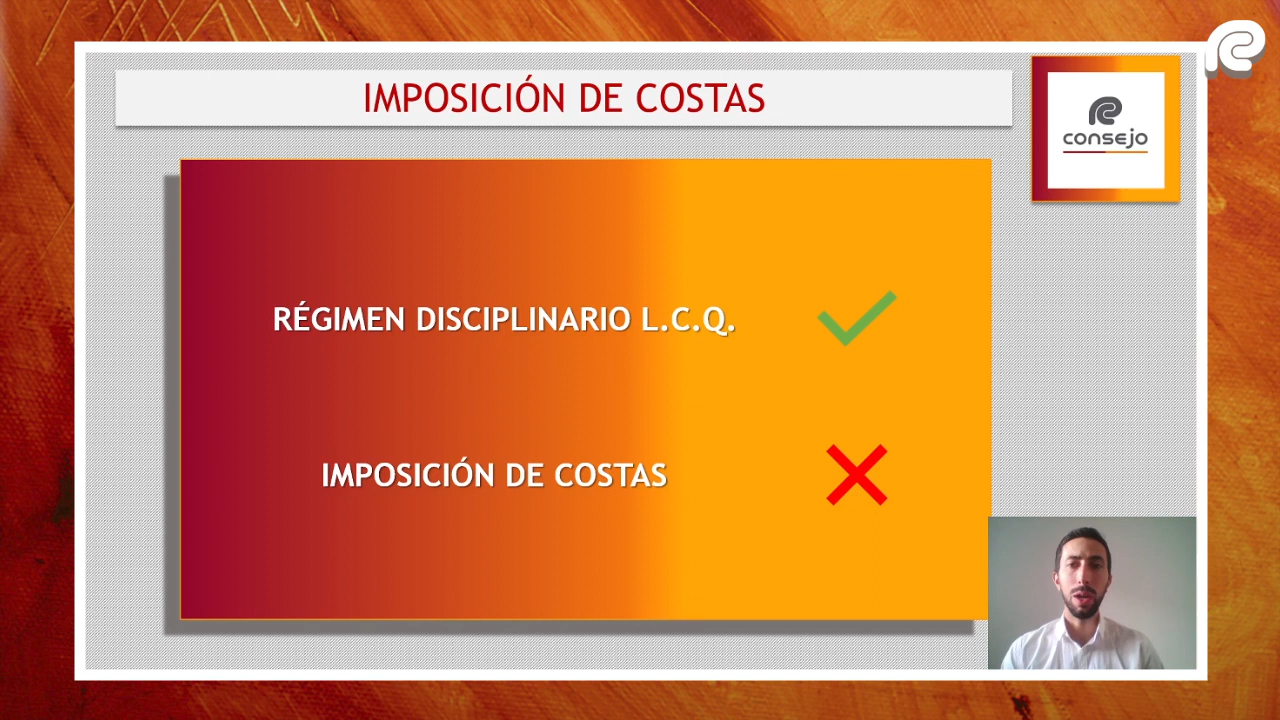 IMPOSICIÓN DE COSTAS
consejo
RÉGIMEN DISCIPLINARIO L.C.Q.
IMPOSICIÓN DE COSTAS